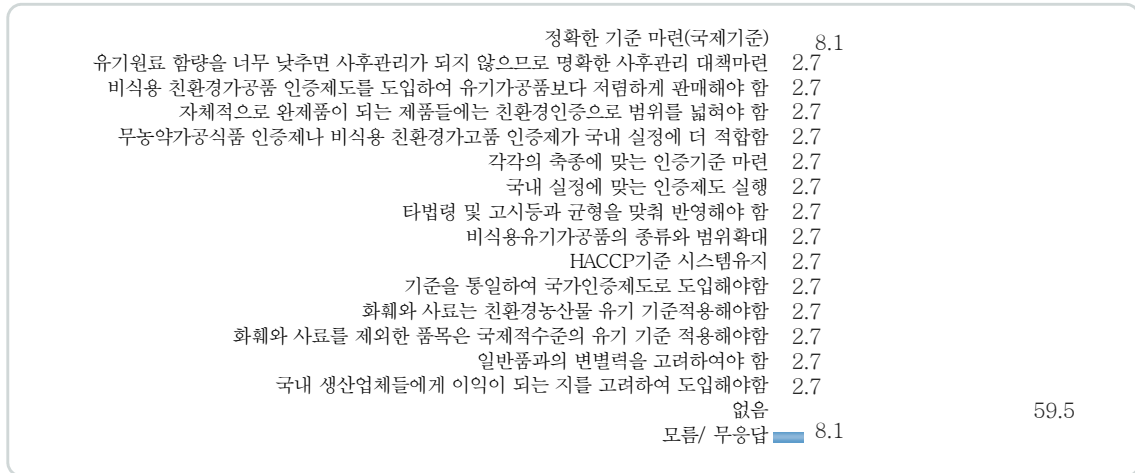 정확한 기준 마련(국제기준) 8.1
유기원료 함량을 너무 낮추면 사후관리가 되지 않으므로 명확한 사후관리 대책마련 2.7
비식용 친환경가공품 인증제도를 도입하여 유기가공품보다 저렴하게 판매해야 함 2.7
자체적으로 완제품이 되는 제품들에는 친환경인증으로 범위를 넓혀야 함 2.7
무농약가공식품 인증제나 비식용 친환경가고품 인증제가 국내 실정에 더 적합함 2.7
각각의 축종에 맞는 인증기준 마련 2.7
국내 실정에 맞는 인증제도 실행 2.7
타법령 및 고시등과 균형을 맞춰 반영해야 함 2.7
비식용유기가공품의 종류와 범위확대 2.7
HACCP기준 시스템유지 2.7
기준을 통일하여 국가인증제도로 도입해야함 2.7
화훼와 사료는 친환경농산물 유기 기준적용해야함 2.7
화훼와 사료를 제외한 품목은 국제적수준의 유기 기준 적용해야함 2.7
일반품과의 변별력을 고려하여야 함 2.7
국내 생산업체들에게 이익이 되는 지를 고려하여 도입해야함 2.7
없음 59.5
모름/ 무응답 8.1